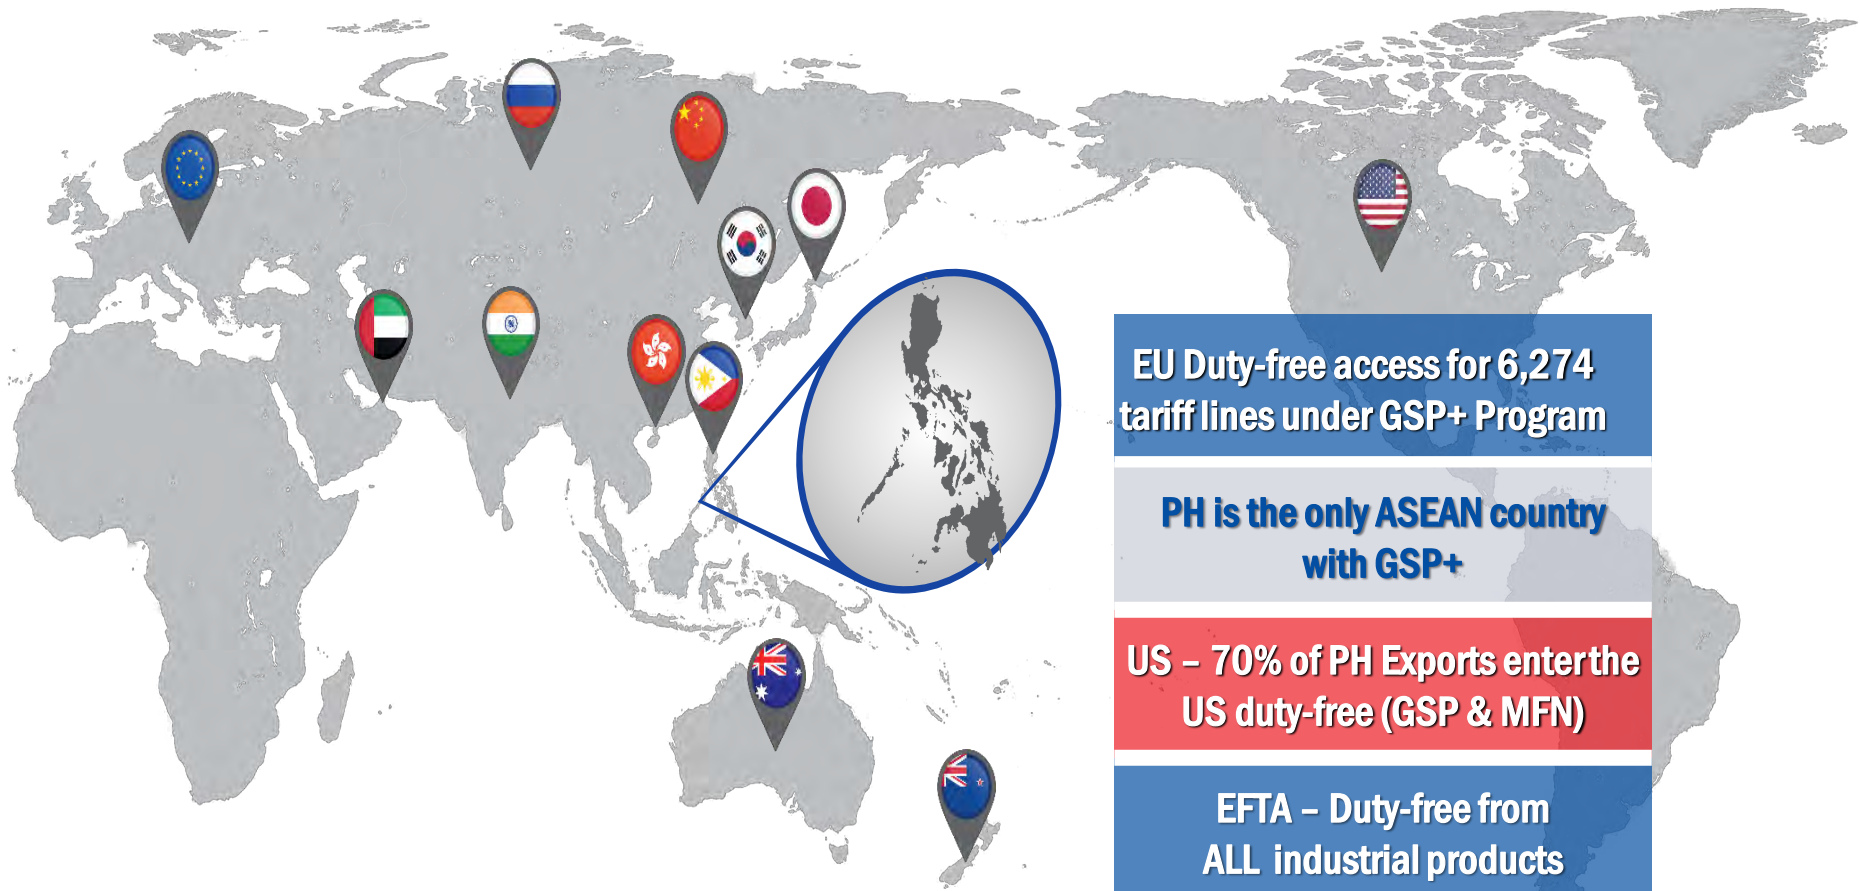 EU Duty-free access for 6,274
tariff lines under GSP+ Program
PH is the only ASEAN country
with GSP+
US – 70% of PH Exports enter the
US duty-free (GSP & MFN)
EFTA – Duty-free from
ALL industrial products